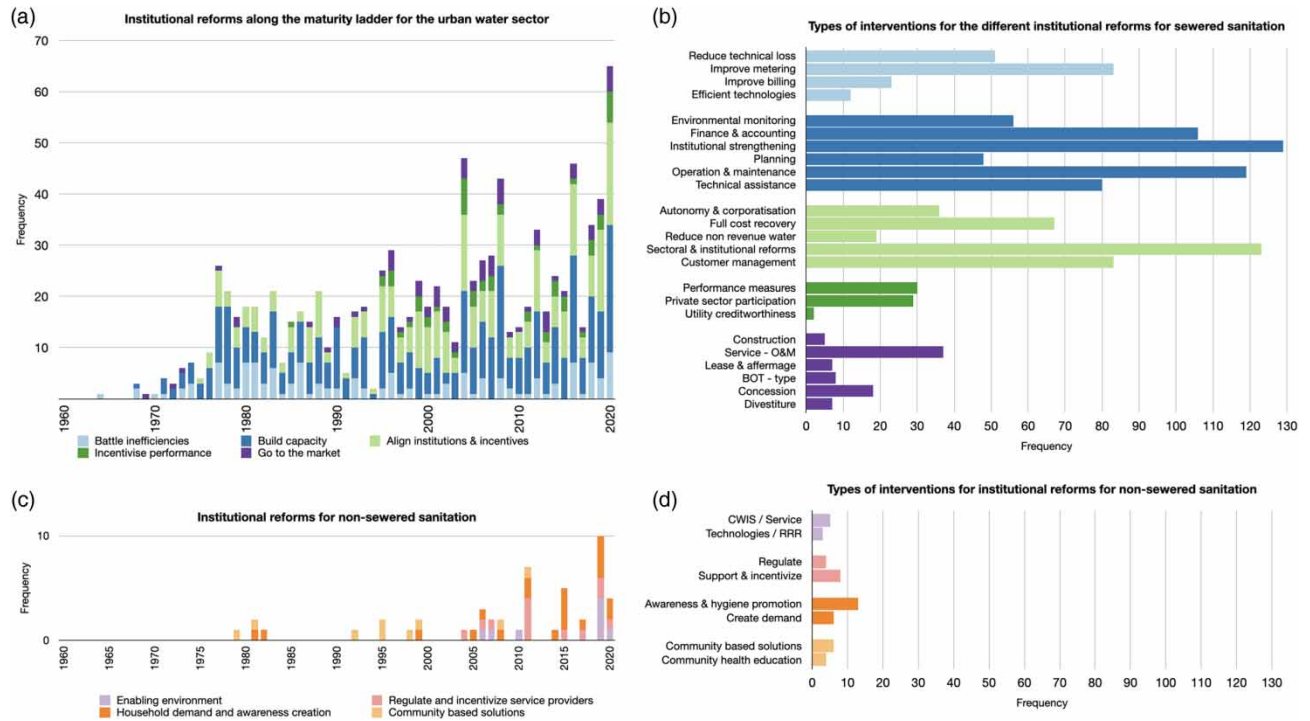 (a)
Institutional reforms along the maturity ladder for the urban water sector
70
60
50
40
30
20
10
Frequency
1960
1970
1980
1990
2000
2010
2020
Battle inefficiencies
Build capacity
Align institutions & incentives
Incentivise performance
Go to the market
(b)
Types of interventions for the different institutional reforms for sewered sanitation
Reduce technical loss
Improve metering
Improve billing
Efficient technologies
Environmental monitoring
Finance & accounting
Institutional strengthening
Planning
Operation & maintenance
Technical assistance
Autonomy & corporatisation
Full cost recovery
Reduce non revenue water
Sectoral & institutional reforms
Customer management
Performance measures
Private sector participation
Utility creditworthiness
Construction
Service - O&M
Lease & affermage
BOT - type
Concession
Divestiture
0 10 20 30 40 50 60 70 80 90 100 110 120 130
Frequency
(c)
Institutional reforms for non-sewered sanitation
10
0
Frequency
1960
1965
1970
1975
1980
1985
1990
1995
2000
2005
2010
2015
2020
Enabling environment
Regulate and incentivize service providers
Household demand and awareness creation
Community based solutions
(d)
Types of interventions for institutional reforms for non-sewered sanitation
CWIS / Service
Technologies / RRR
Regulate
Support & incentivize
Awareness & hygiene promotion
Create demand
Community based solutions
Community health education
0 10 20 30 40 50 60 70 80 90 100 110 120 130
Frequency